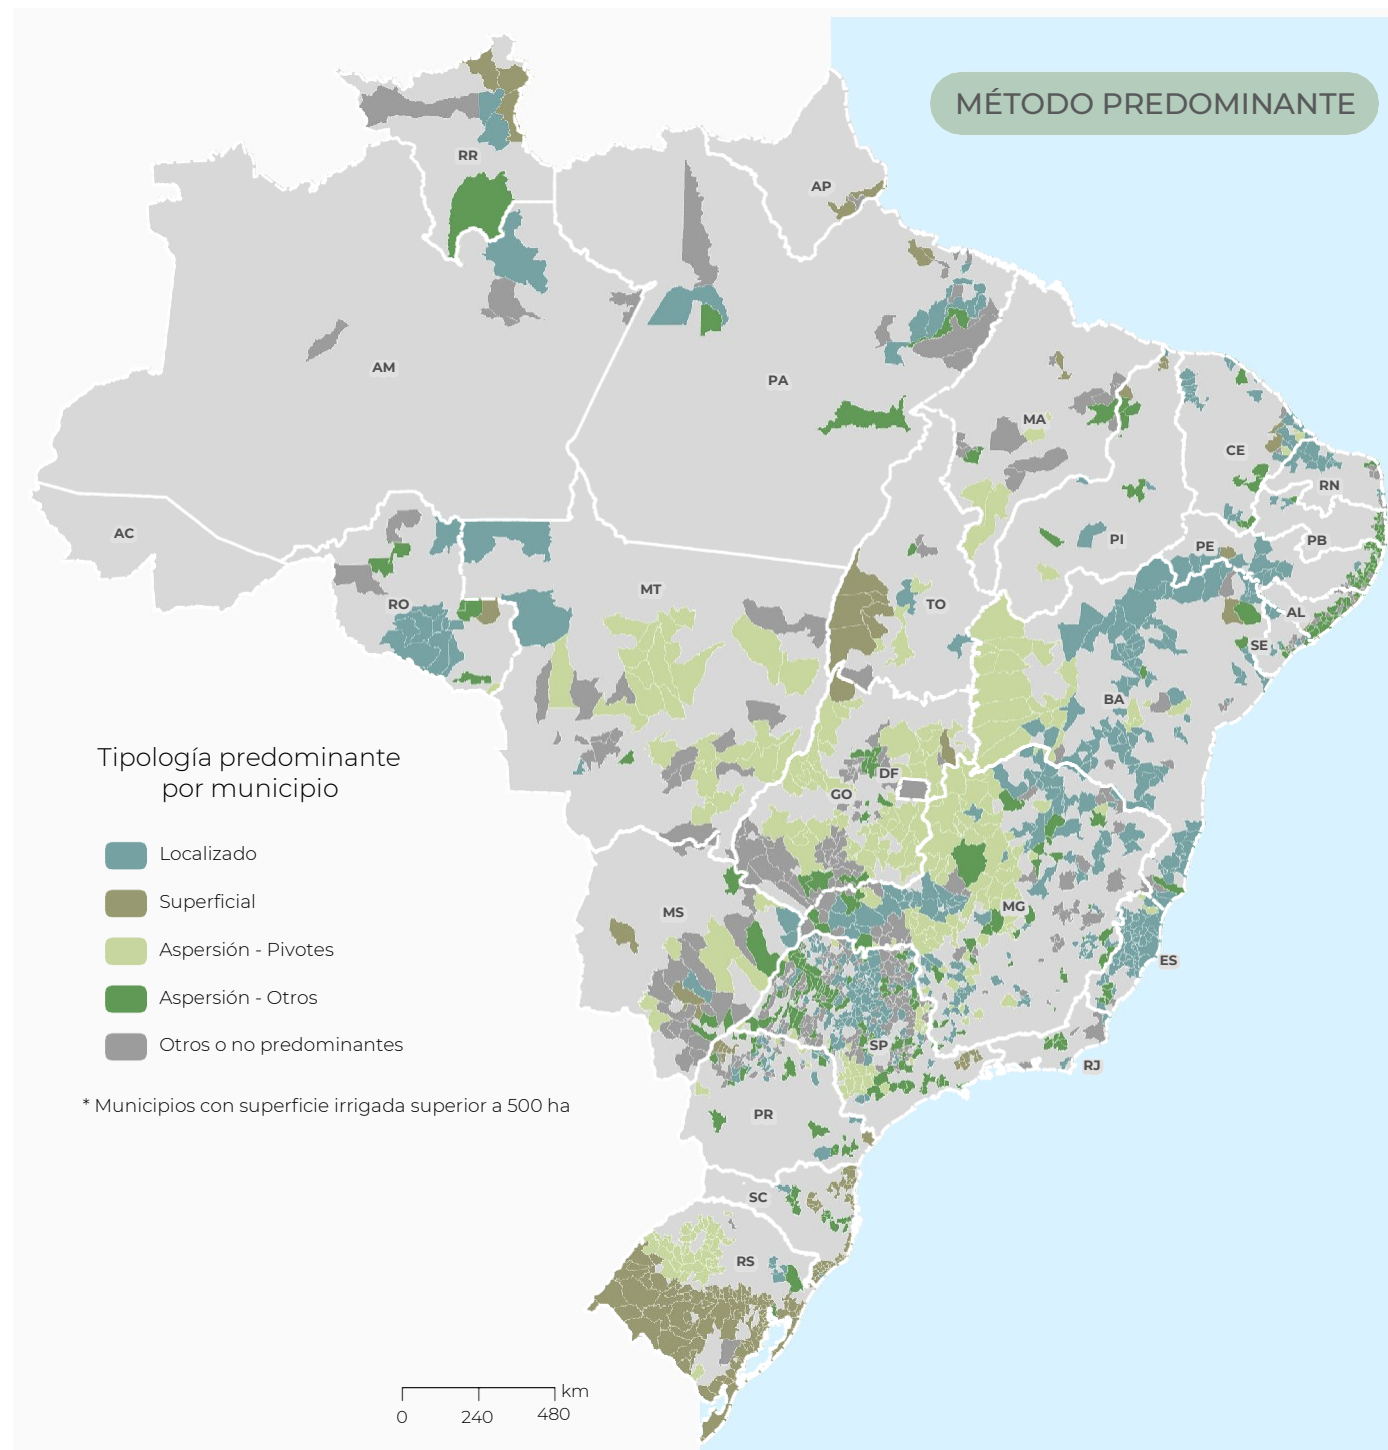 MÉTODO PREDOMINANTE
RR
AP
AM
PA
MA
CE
RN
AC
PI
PE
PB
RO
MT
TO
AL
SE
BA
Tipología predominante
por municipio
DF
GO
Localizado
Superficial
MS
MG
Aspersión - Pivotes
ES
Aspersión - Otros
Otros o no predominantes
SP
RJ
* Municipios con superficie irrigada superior a 500 ha
PR
SC
RS
km
0 240 480